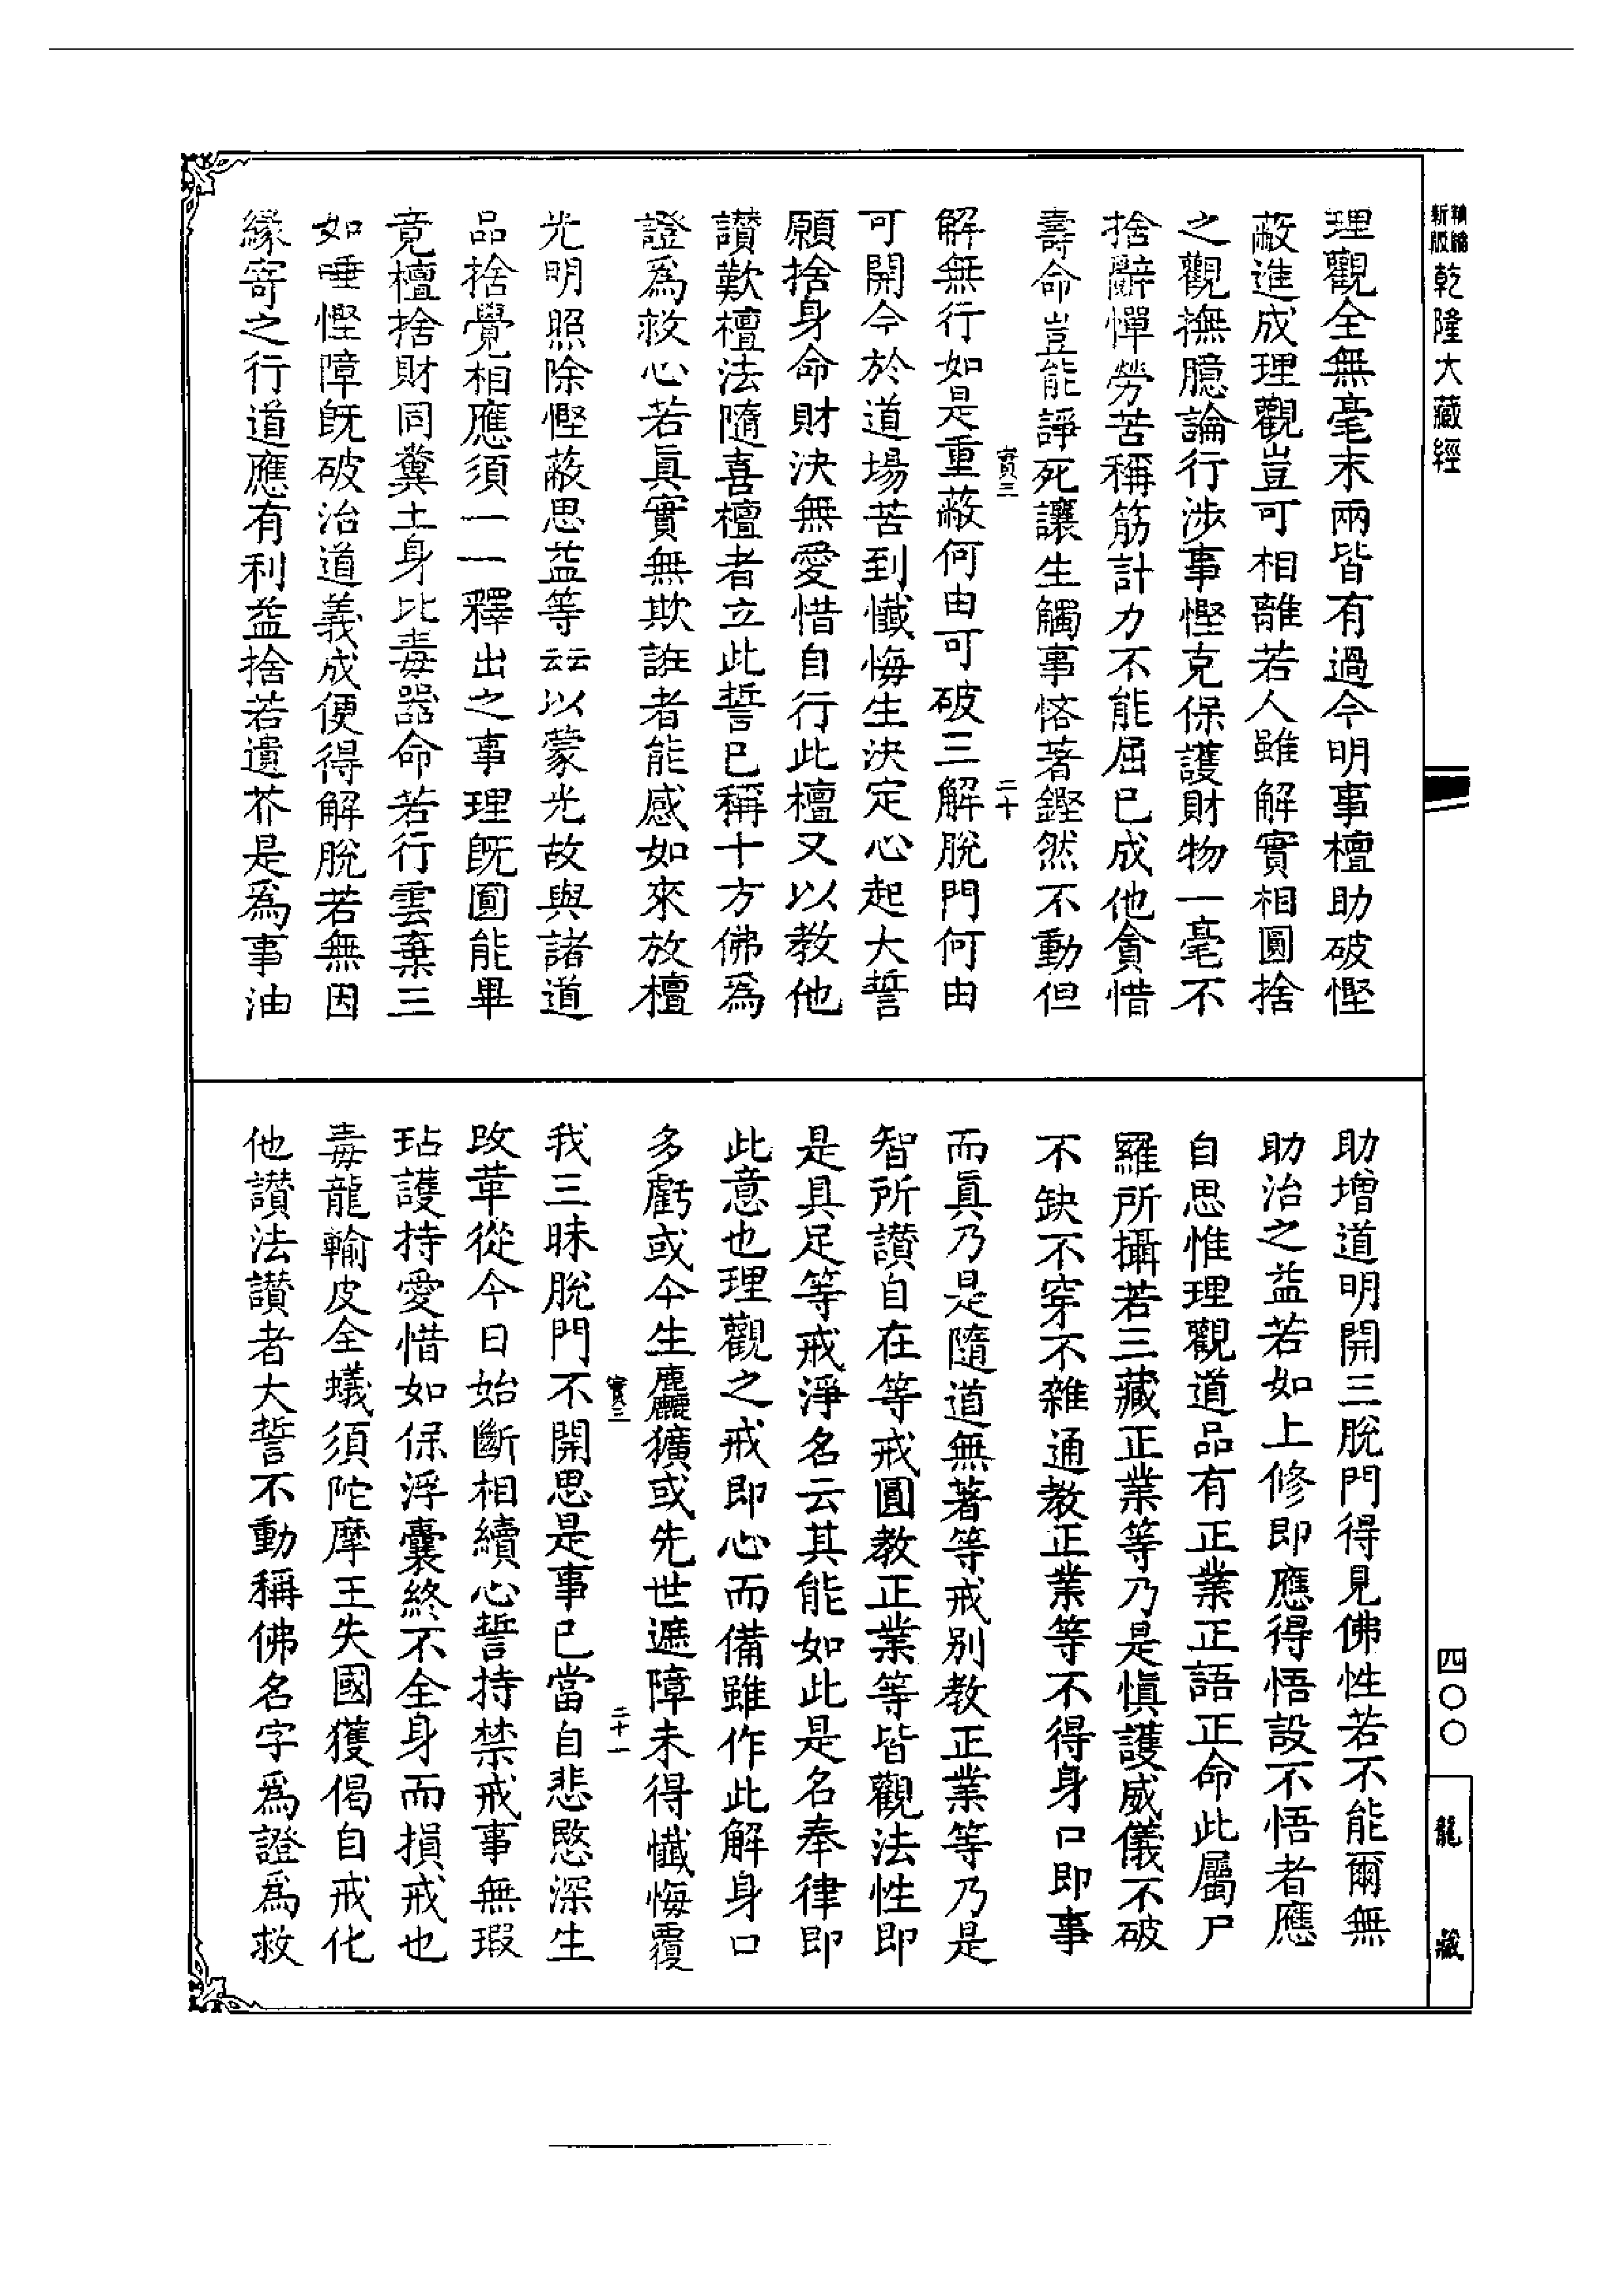 新版
精編
乾隆大藏經
四〇〇
龍藏
理觀全無毫末兩皆有過今明事檀助破慳
蔽進成理觀豈可相離若人雖解實相圓捨
之觀撫臆論行涉事慳克保護財物一毫不
捨辭憚勞苦稱筋計力不能屈已成他貪惜
壽命豈能諍死讓生觸事悋著鏗然不動但
實三
二十
解無行如是重蔽何由可破三解脫門何由
可開今於道場苦到懺悔生決定心起大誓
願捨身命財決無愛惜自行此檀又以教他
讚歎檀法隨喜檀者立此誓已稱十方佛爲
證爲救心若眞實無欺誑者能感如來放檀
光明照除慳蔽思益等云云以蒙光故與諸道
品捨覺相應須一一釋出之事理旣圓能畢
竟檀捨財同糞土身比毒器命若行雲棄三
如唾慳障旣破治道義成便得解脫若無因
緣寄之行道應有利益捨若遺芥是爲事油
助增道明開三脫門得見佛性若不能爾無
助治之益若如上修即應得悟設不悟者應
自思惟理觀道品有正業正語正命此屬尸
羅所攝若三藏正業等乃是愼護威儀不破
不缺不穿不雜通教正業等不得身口即事
而眞乃是隨道無著等戒別教正業等乃是
智所讚自在等戒圓教正業等皆觀法性即
是具足等戒淨名云其能如此是名奉律即
此意也理觀之戒即心而備雖作此解身口
多虧或今生麤獷或先世遮障未得懺悔覆
實三
二十一
我三昧脫門不開思是事已當自悲愍深生
改革從今日始斷相續心誓持禁戒事無瑕
玷護持愛惜如保浮囊終不全身而損戒也
毒龍輸皮全蟻須陀摩王失國獲偈自戒化
他讚法讚者大誓不動稱佛名字爲證爲救